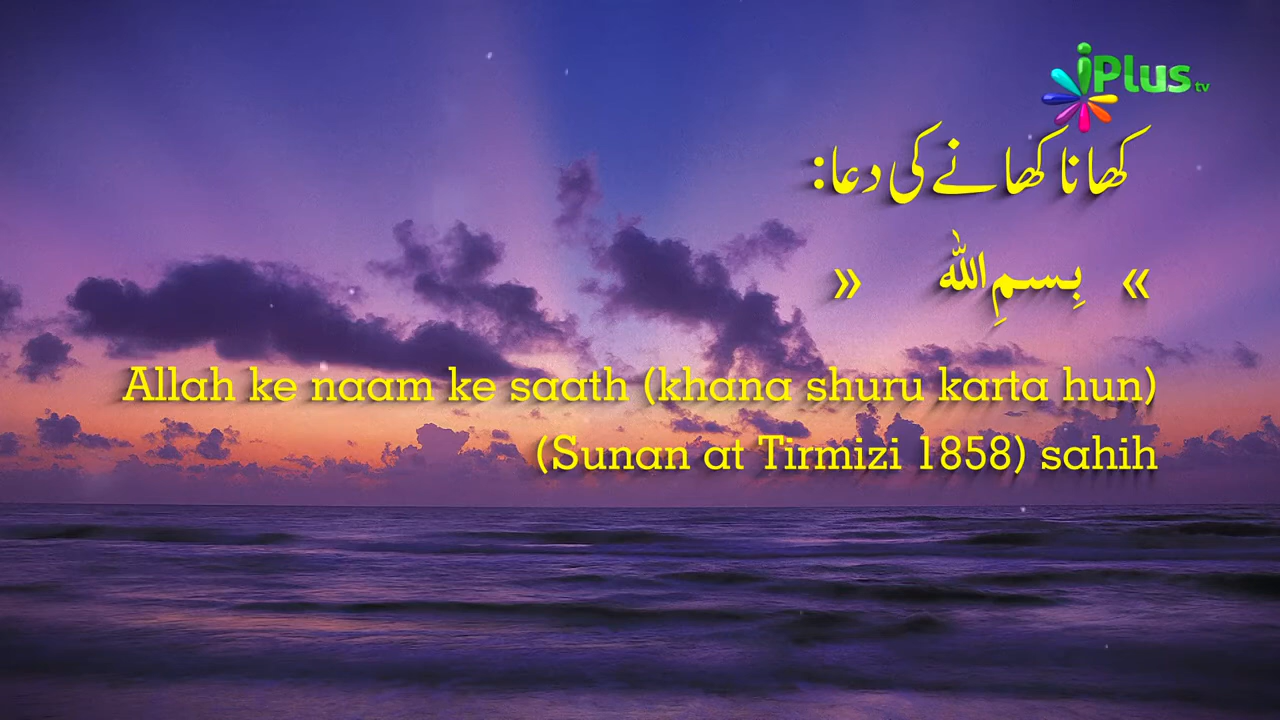 iPlus tv
کھانا کھانے کی دعا:
« بِسمِ اللہ »
Allah ke naam ke saath (khana shuru karta hun)
(Sunan at Tirmizi 1858) sahih